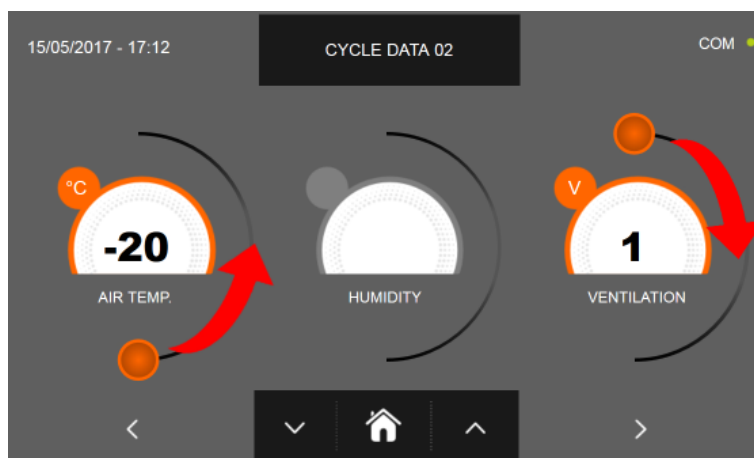 15/05/2017 - 17:12
CYCLE DATA 02
COM
°C
V
-20
1
AIR TEMP.
HUMIDITY
VENTILATION